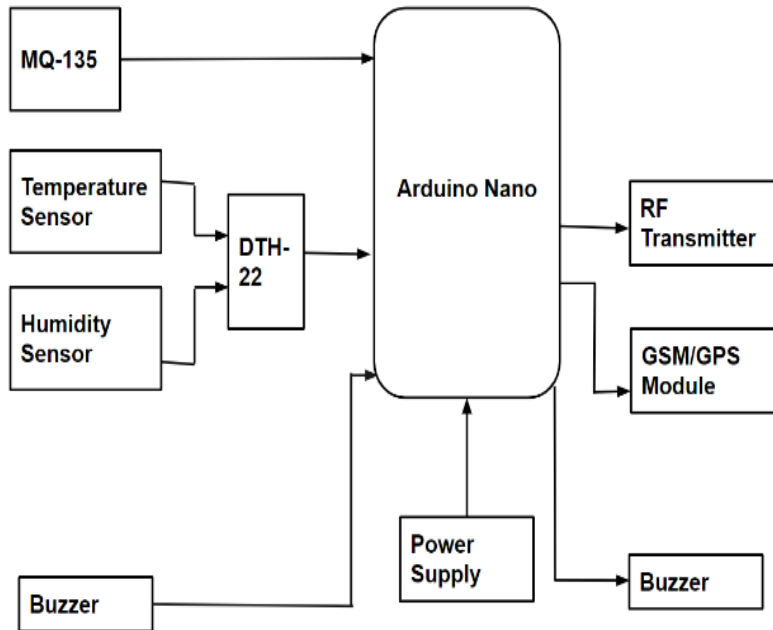 MQ-135
Arduino Nano
Temperature
Sensor
DTH-
22
Humidity
Sensor
RF
Transmitter
GSM/GPS
Module
Power
Supply
Buzzer
Buzzer